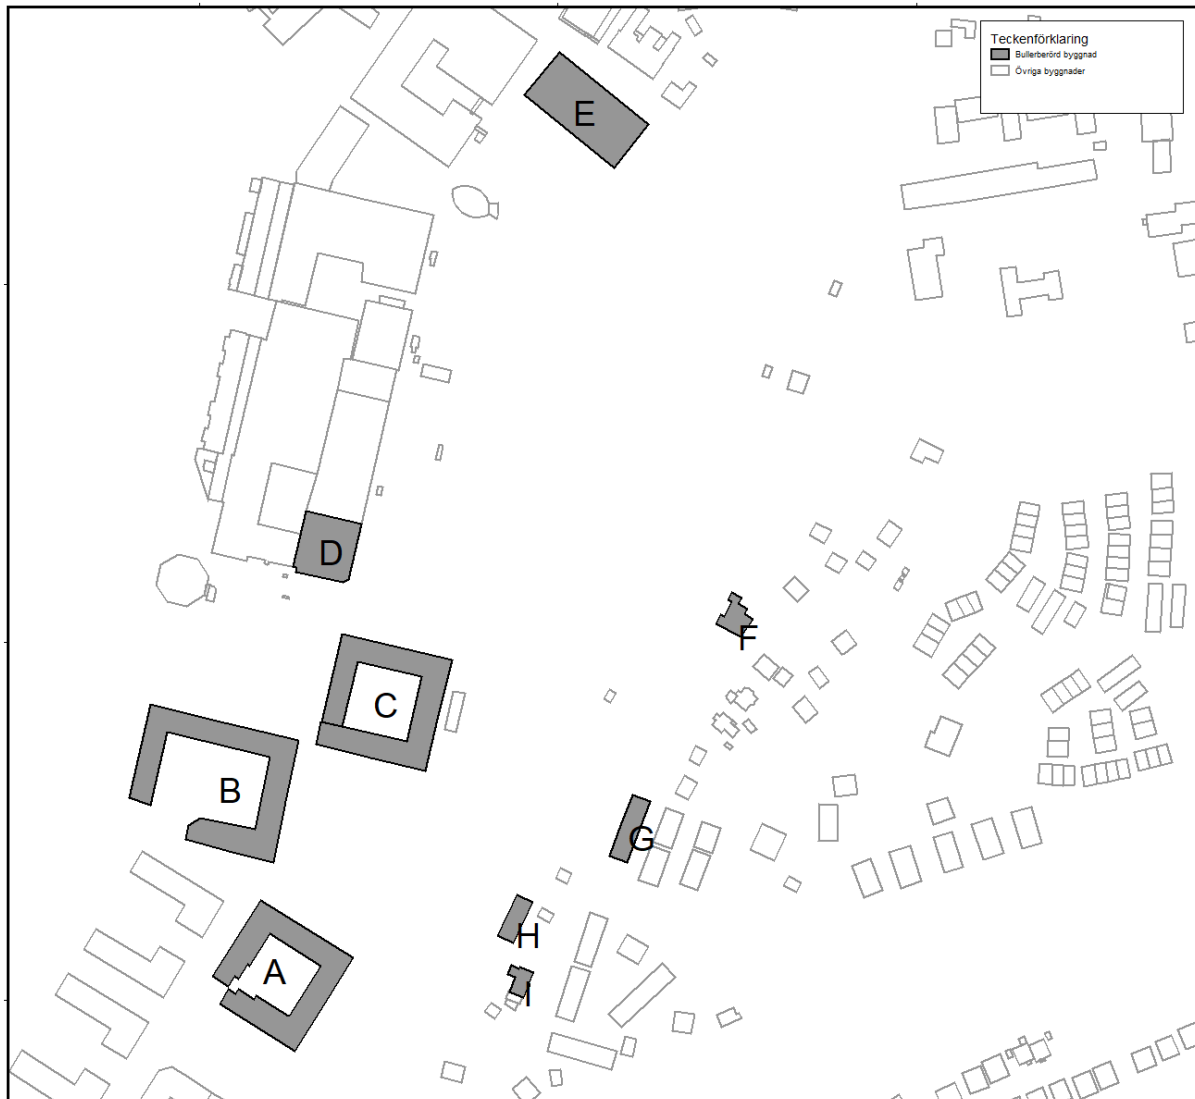 Teckenförklaring
Bullerberörd byggnad
Övriga byggnader
E
D
F
C
B
G
H
A
I